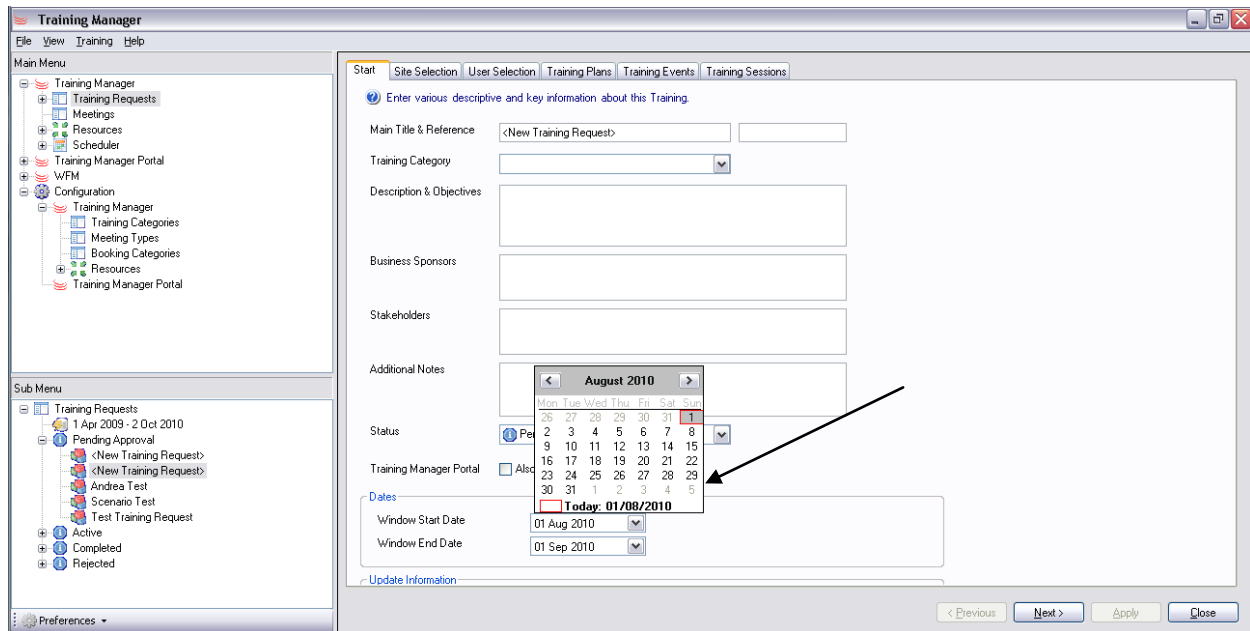 Training Manager
File View Training Help
Main Menu
Training Manager
Training Requests
Meetings
Resources
Scheduler
Training Manager Portal
WFM
Configuration
Training Manager
Training Categories
Meeting Types
Booking Categories
Resources
Training Manager Portal
Sub Menu
Training Requests
1 Apr 2009 - 2 Oct 2010
Pending Approval
<New Training Request>
<New Training Request>
Andrea Test
Scenario Test
Test Training Request
Active
Completed
Rejected
Preferences
Start Site Selection User Selection Training Plans Training Events Training Sessions
Enter various descriptive and key information about this Training.
Main Title & Reference <New Training Request>
Training Category
Description & Objectives
Business Sponsors
Stakeholders
Additional Notes
August 2010
Mon Tue Wed Thu Fri Sat Sun
26 27 28 29 30 31 1
2 3 4 5 6 7 8
9 10 11 12 13 14 15
16 17 18 19 20 21 22
23 24 25 26 27 28 29
30 31 1 2 3 4 5
Today: 01/08/2010
Status Pe
Training Manager Portal Also
Dates
Window Start Date 01 Aug 2010
Window End Date 01 Sep 2010
Update Information
< Previous Next > Apply Close